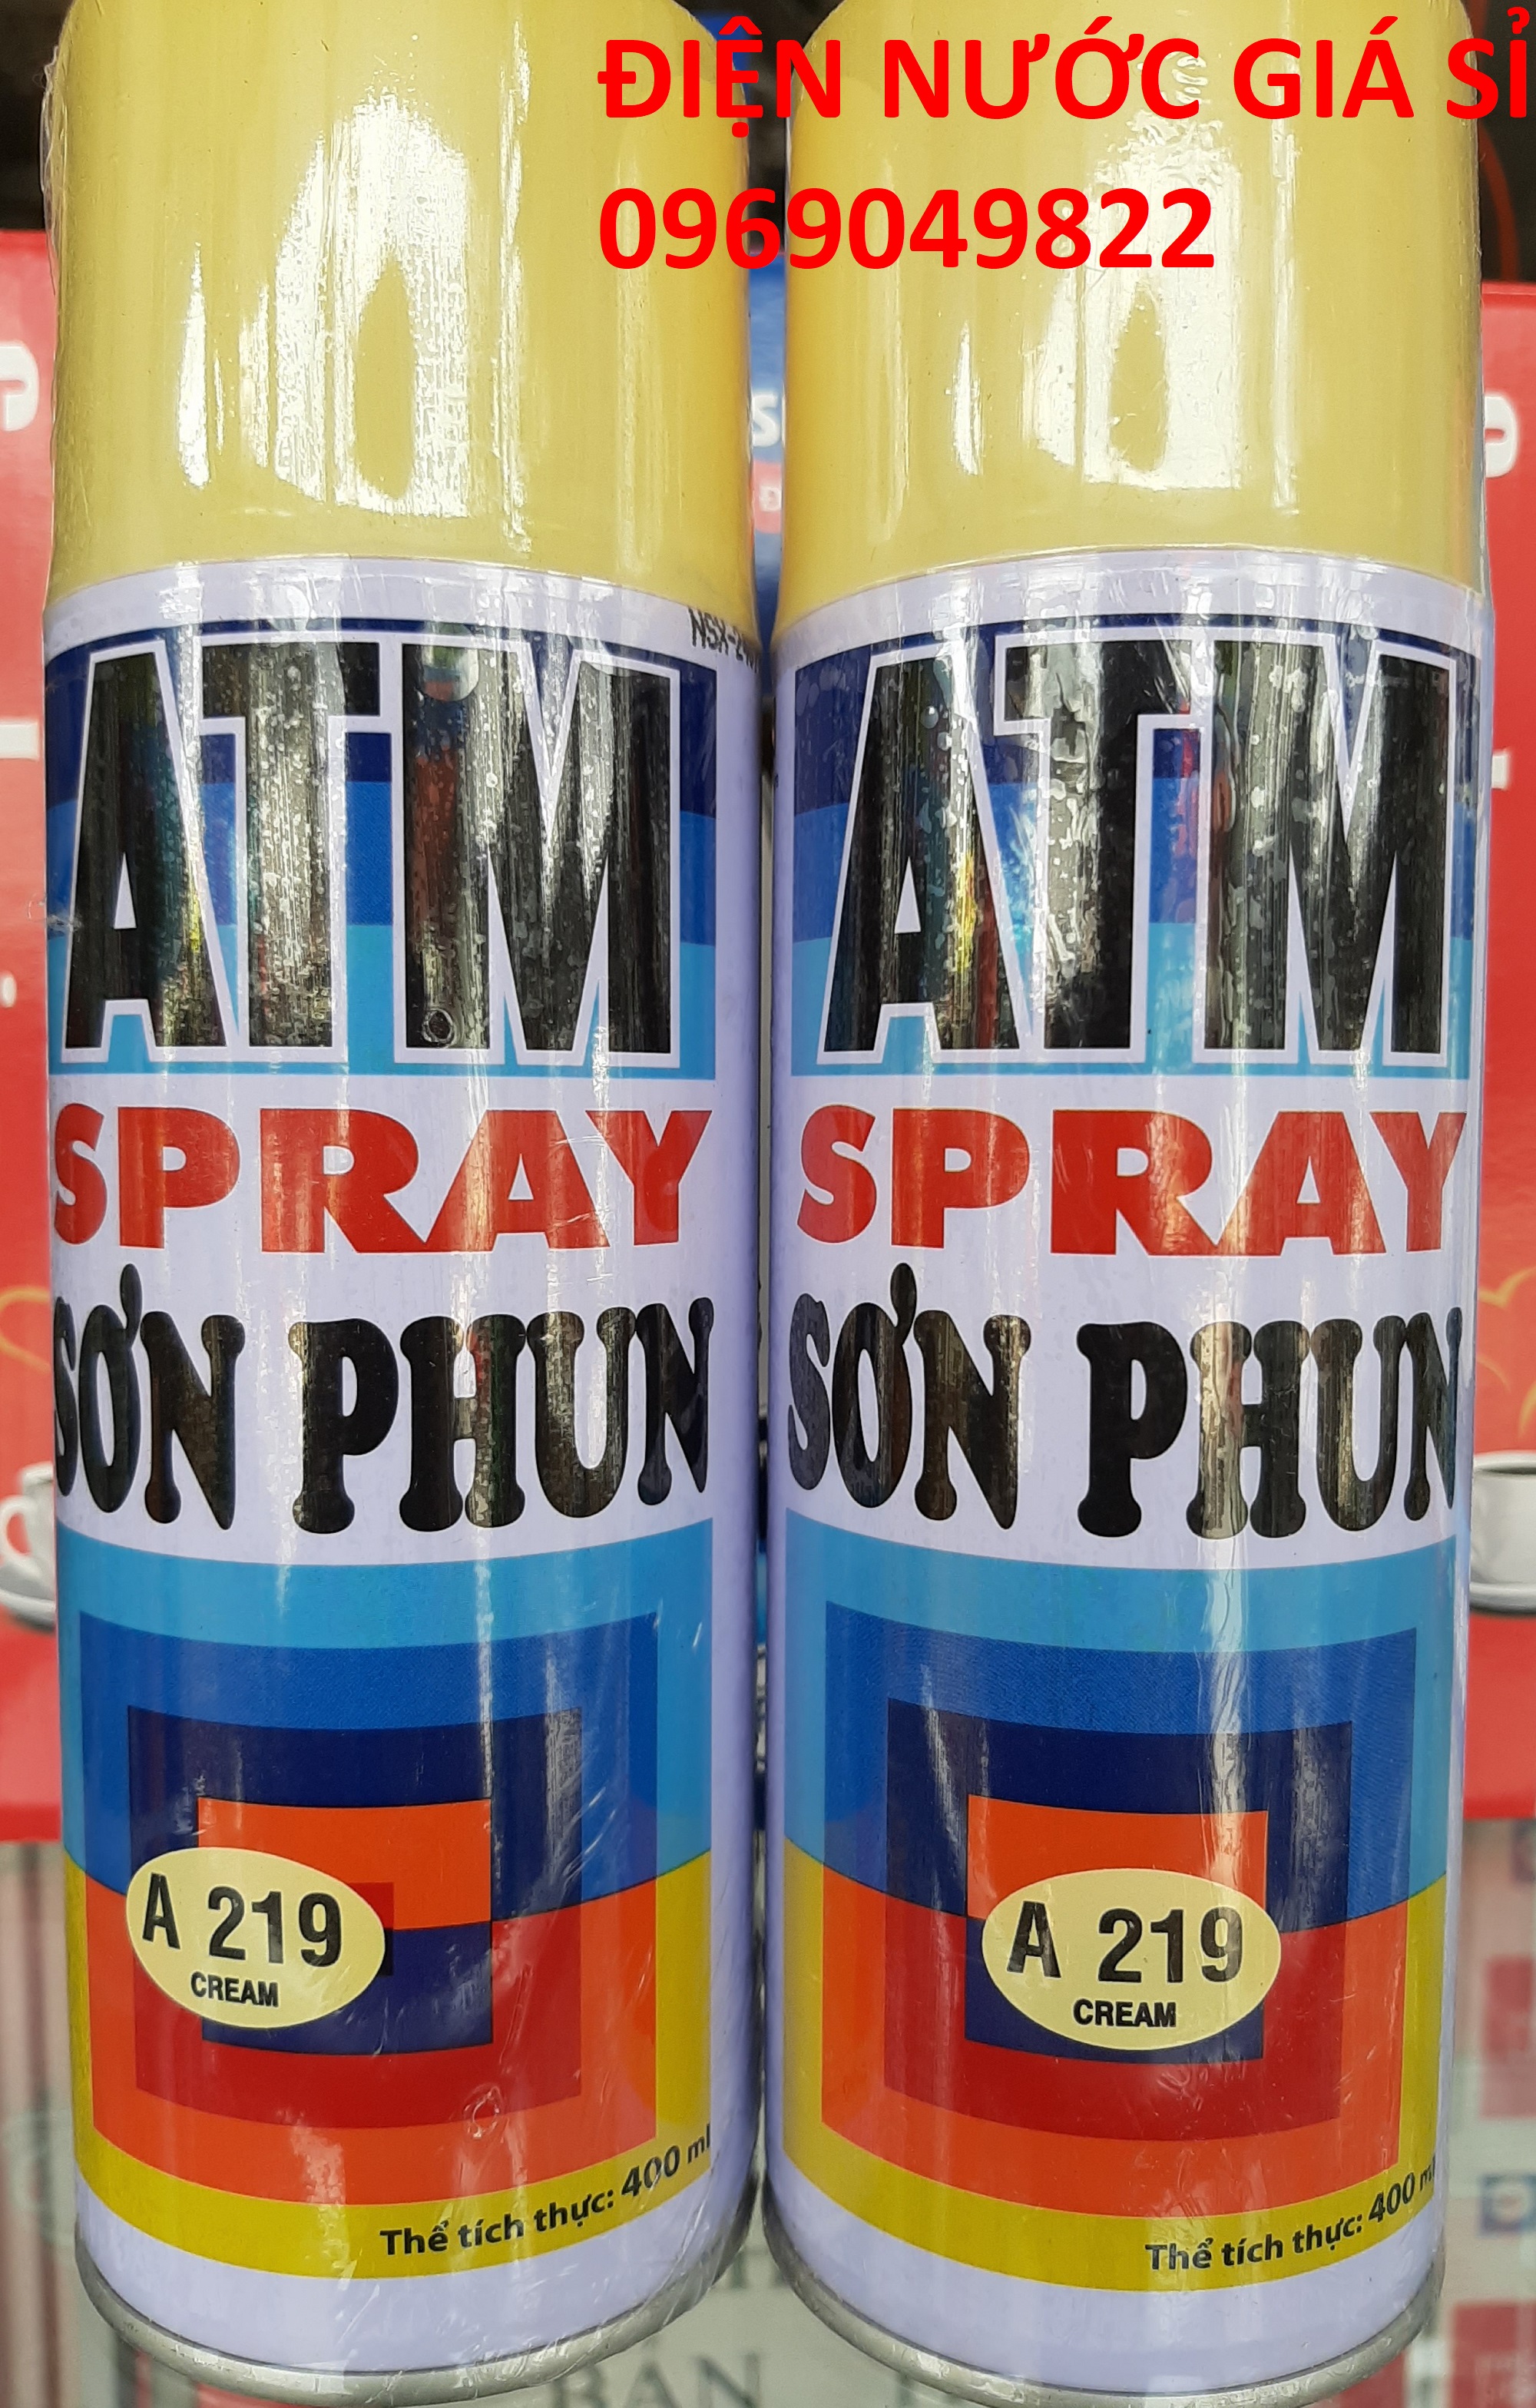 ĐIỆN NƯỚC GIÁ SỈ
0969049822
ATM
SPRAY
SƠN PHUN
A 219
CREAM
Thể tích thực: 400 ml
ATM
SPRAY
SƠN PHUN
A 219
CREAM
Thể tích thực: 400 ml